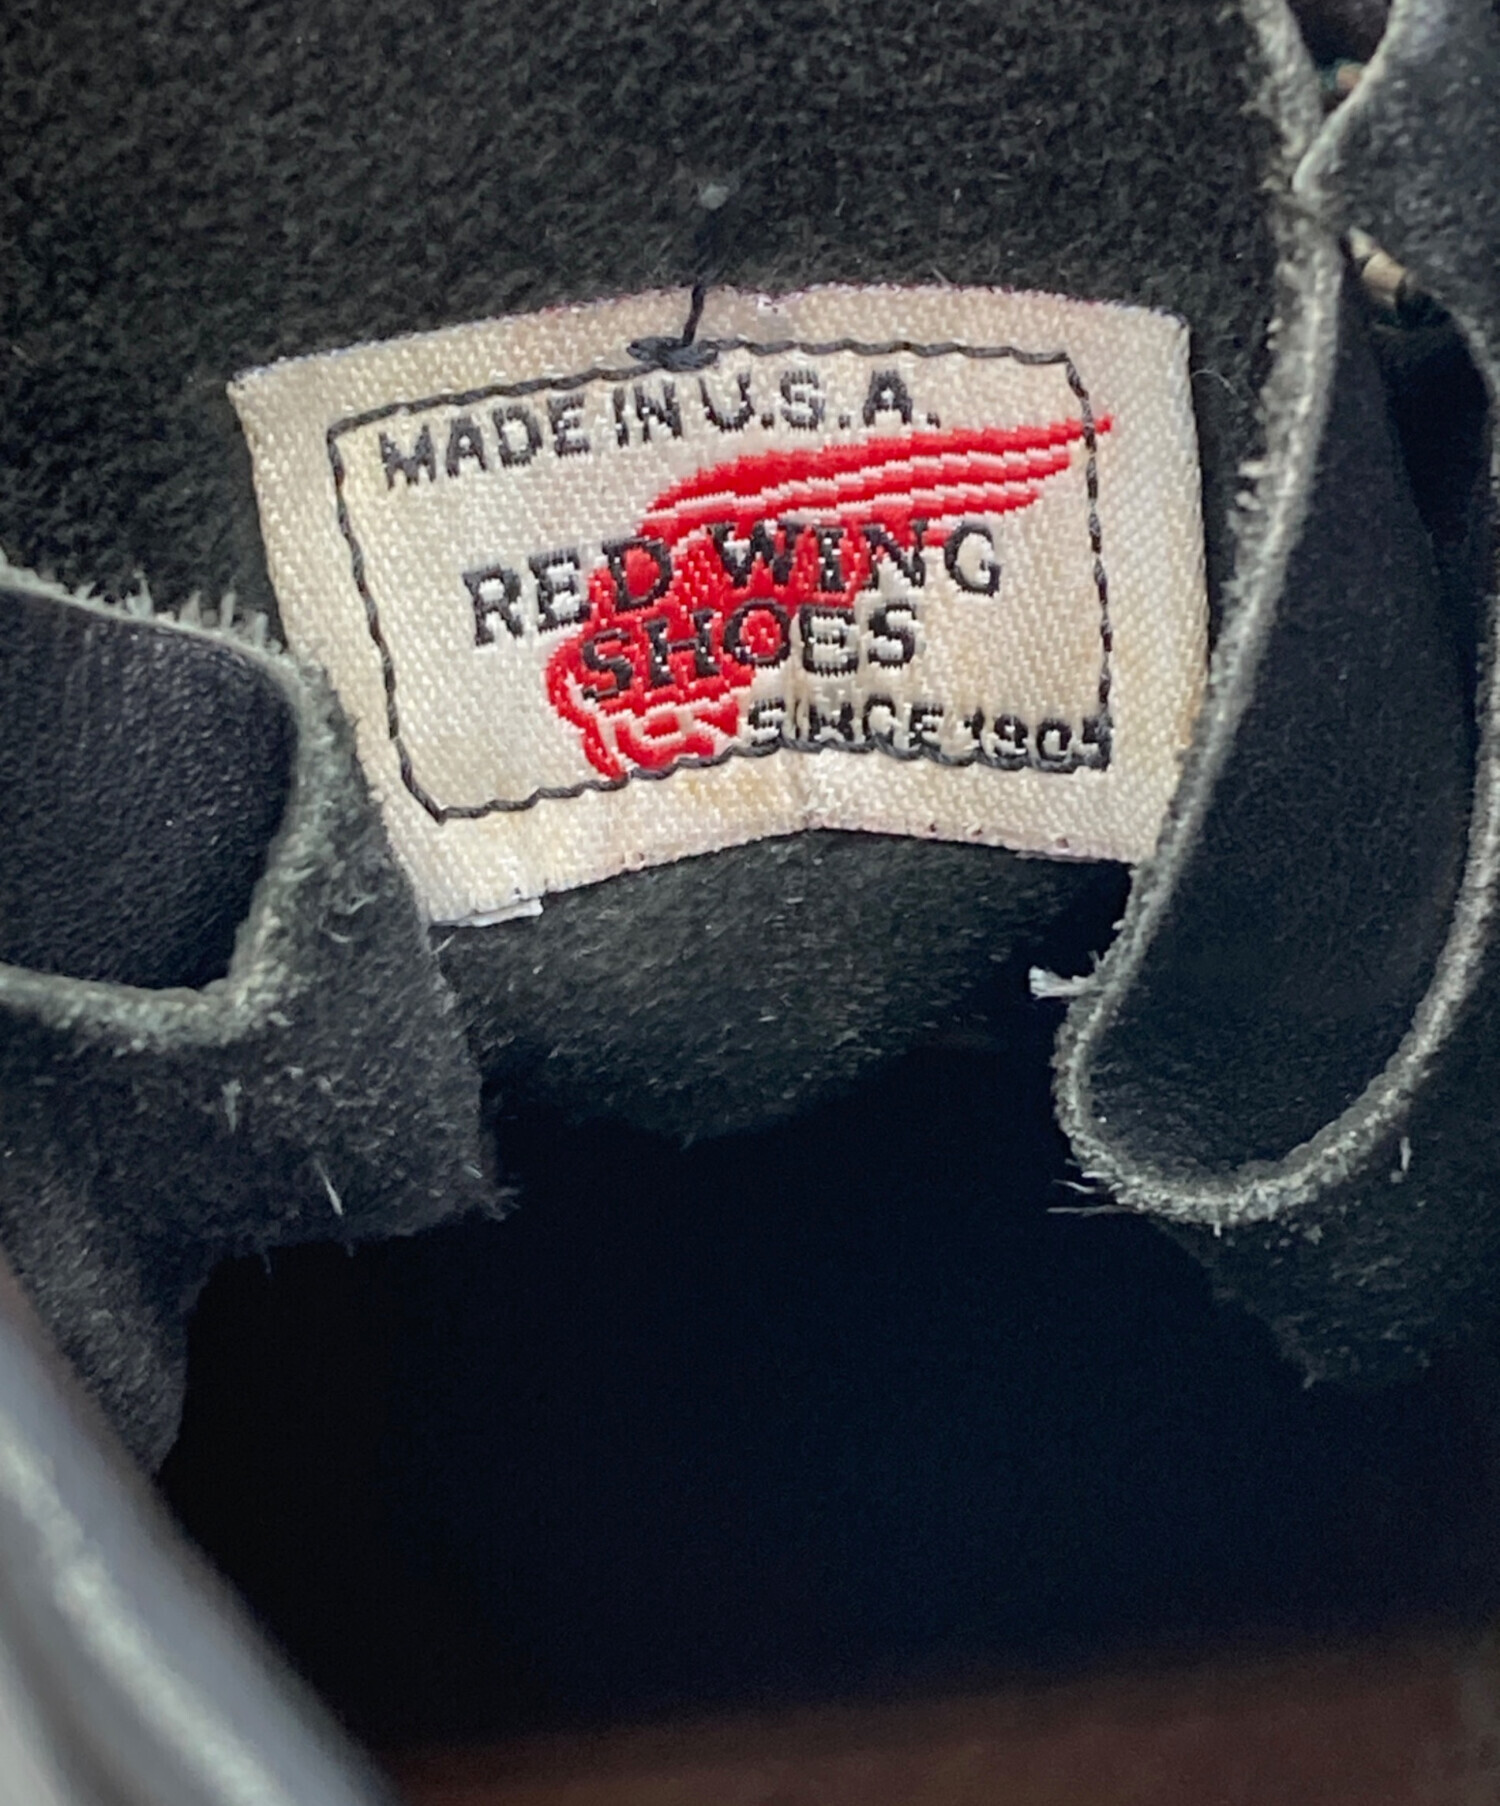 MADE IN U.S.A.
RED WING
SHOES
SINCE 1905